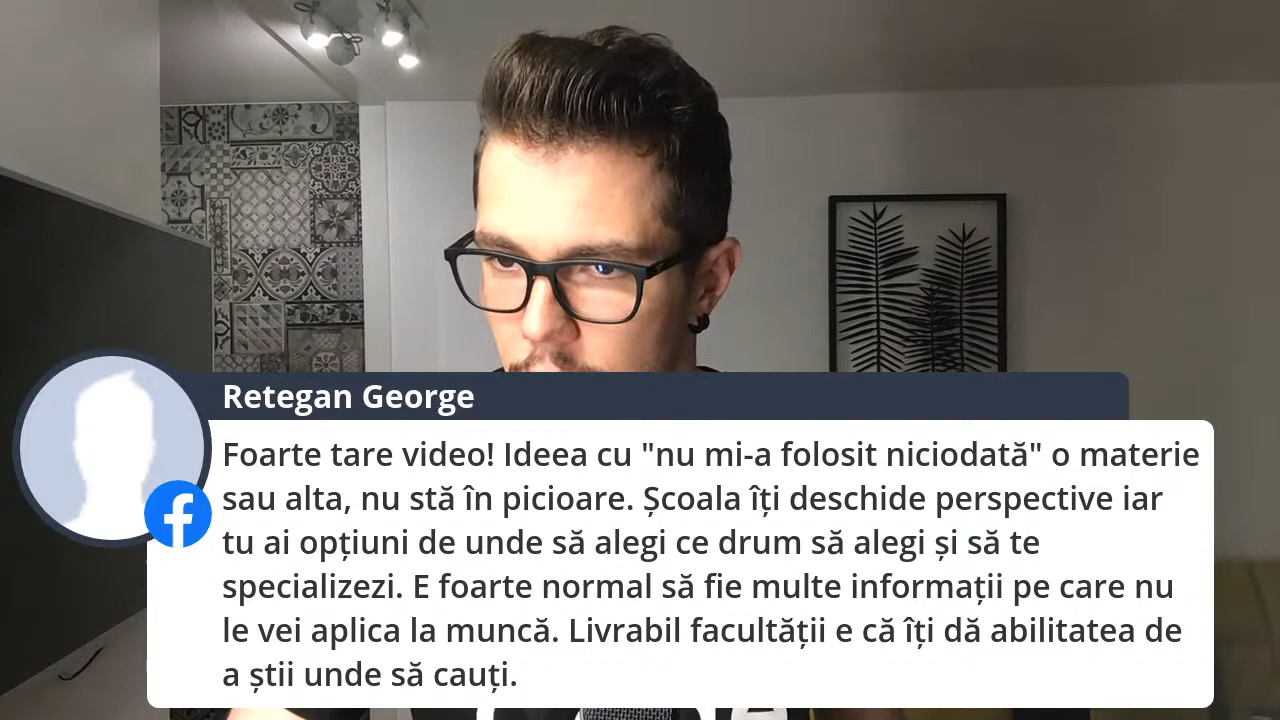 Retegan George
Foarte tare video! Ideea cu "nu mi-a folosit niciodată" o materie
sau alta, nu stă în picioare. Școala îți deschide perspective iar
tu ai opțiuni de unde să alegi ce drum să alegi și să te
specializezi. E foarte normal să fie multe informații pe care nu
le vei aplica la muncă. Livrabil facultății e că îți dă abilitatea de
a știi unde să cauți.